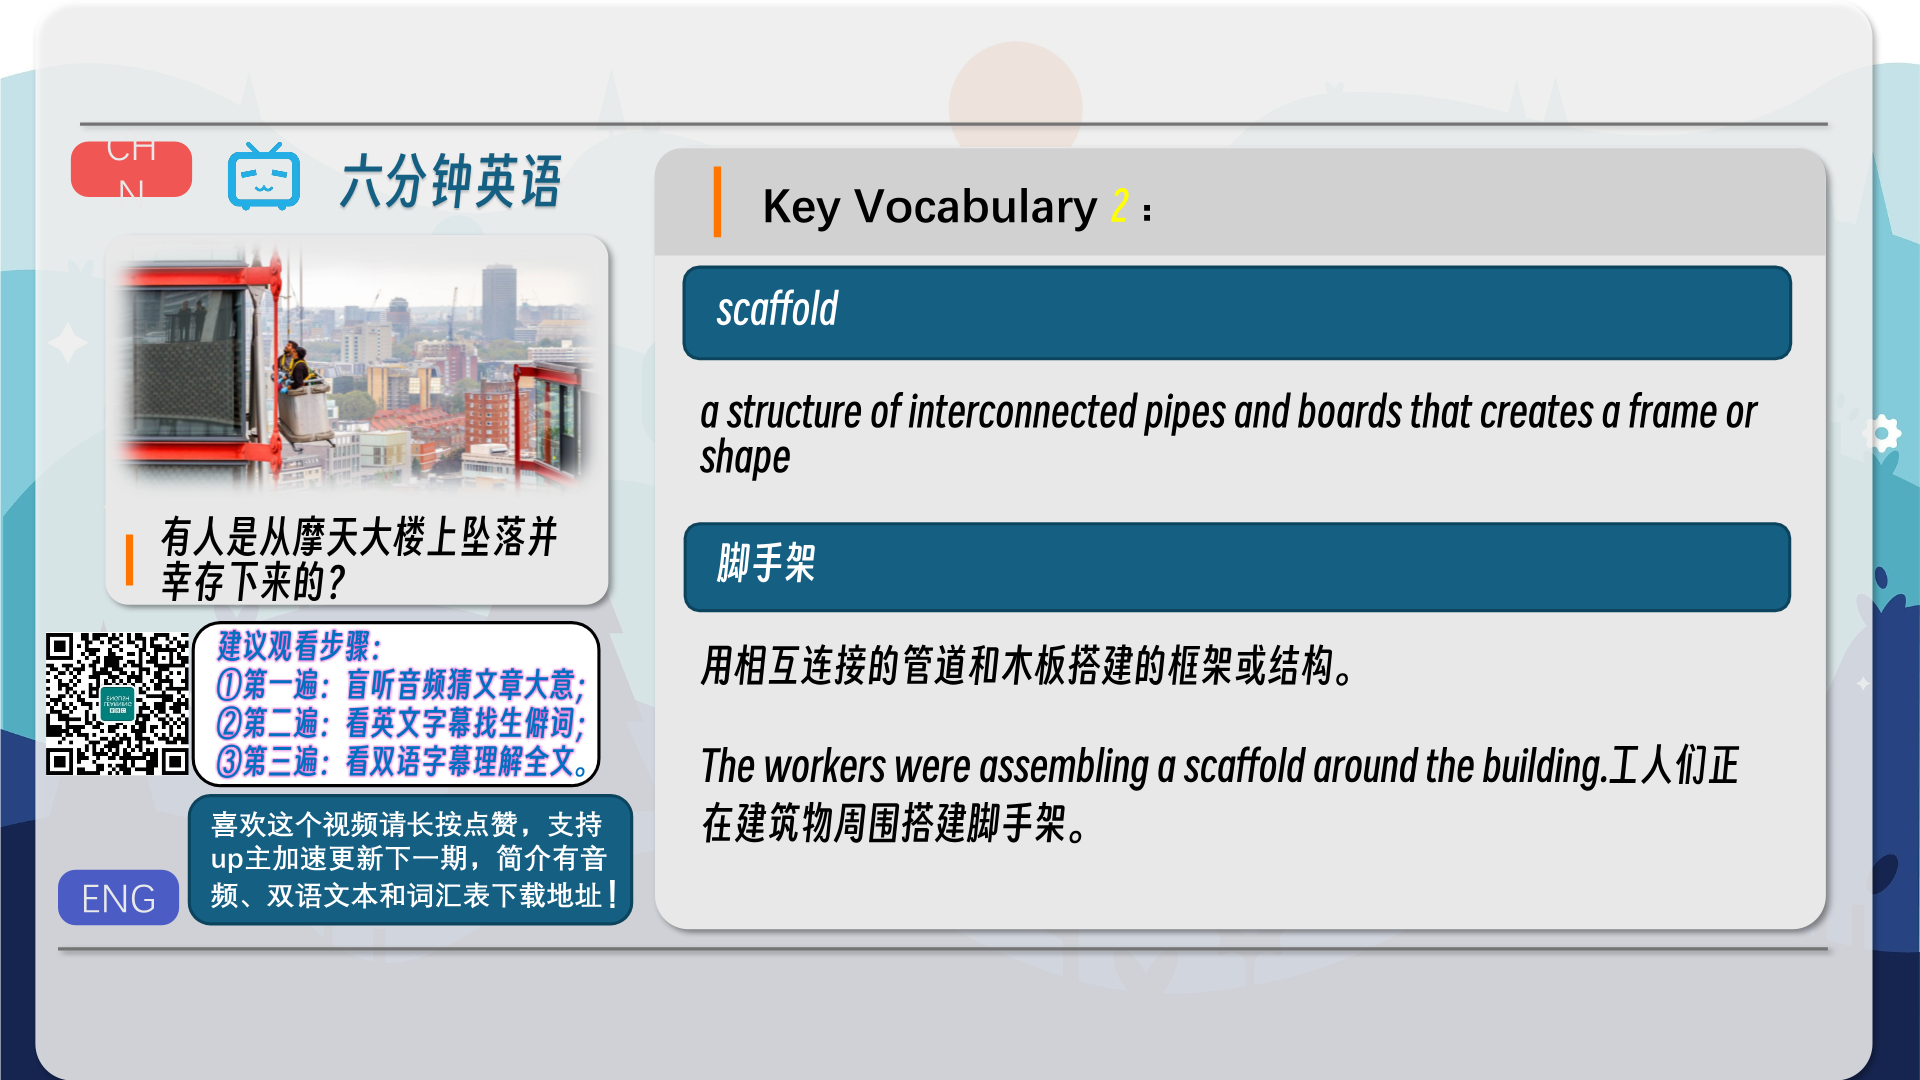 CH
N
六分钟英语
有人是从摩天大楼上坠落并
幸存下来的？
建议观看步骤：
①第一遍：盲听音频猜文章大意；
②第二遍：看英文字幕找生僻词；
③第三遍：看双语字幕理解全文。
喜欢这个视频请长按点赞，支持
up主加速更新下一期，简介有音
频、双语文本和词汇表下载地址！
ENG
Key Vocabulary 2：
scaffold
a structure of interconnected pipes and boards that creates a frame or
shape
脚手架
用相互连接的管道和木板搭建的框架或结构。
The workers were assembling a scaffold around the building.工人们正
在建筑物周围搭建脚手架。